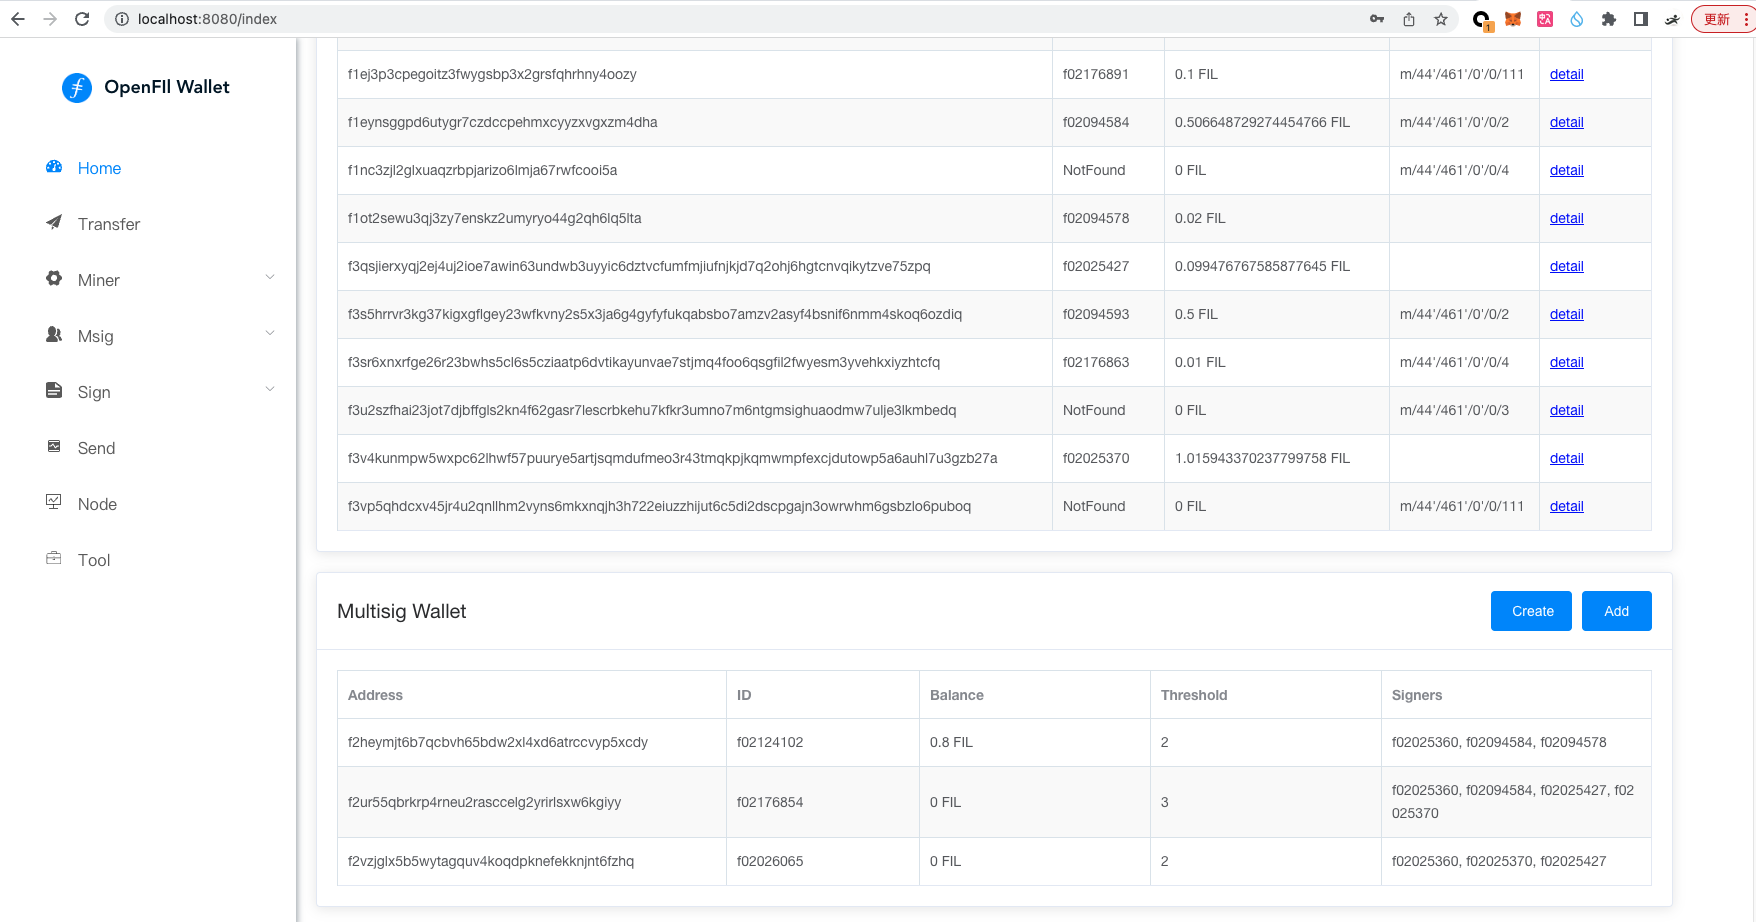 localhost:8080/index
1
更新
OpenFIl Wallet
Home
Transfer
Miner
Msig
Sign
Send
Node
Tool
f1ej3p3cpegoitz3fwygsbp3x2grsfqhrhny4oozy f02176891 0.1 FIL m/44'/461'/0'/0/111 detail
f1eynsggpd6utygr7czdccpehmxcyyzxvgxzm4dha f02094584 0.506648729274454766 FIL m/44'/461'/0'/0/2 detail
f1nc3zjl2glxuaqzrbpjarizo6lmja67rwfcooi5a NotFound 0 FIL m/44'/461'/0'/0/4 detail
f1ot2sewu3qj3zy7enskz2umyryo44g2qh6lq5lta f02094578 0.02 FIL detail
f3qsjierxyqj2ej4uj2ioe7awin63undwb3uyyic6dztvcfumfmjiufnjkjd7q2ohj6hgtcnvqikytzve75zpq f02025427 0.099476767585877645 FIL detail
f3s5hrrvr3kg37kigxgflgey23wfkvny2s5x3ja6g4gyfyfukqabsbo7amzv2asyf4bsnif6nmm4skoq6ozdiq f02094593 0.5 FIL m/44'/461'/0'/0/2 detail
f3sr6xnxrfge26r23bwhs5cl6s5cziaatp6dvtikayunvae7stjmq4foo6qsgfil2fwyesm3yvehkxiyzhtcfq f02176863 0.01 FIL m/44'/461'/0'/0/4 detail
f3u2szfhai23jot7djbffgls2kn4f62gasr7lescrbkehu7kfkr3umno7m6ntgmsighuaodmw7ulje3lkmbedq NotFound 0 FIL m/44'/461'/0'/0/3 detail
f3v4kunmpw5wxpc62lhwf57puurye5artjsqmdufmeo3r43tmqkpjkqmwmpfexcjdutowp5a6auhl7u3gzb27a f02025370 1.015943370237799758 FIL detail
f3vp5qhdcxv45jr4u2qnllhm2vyns6mkxnqjh3h722eiuzzhijut6c5di2dscpgajn3owrwhm6gsbzlo6puboq NotFound 0 FIL m/44'/461'/0'/0/111 detail
Multisig Wallet
Create
Add
Address ID Balance Threshold Signers
f2heymjt6b7qcbvh65bdw2xl4xd6atrccvyp5xcdy f02124102 0.8 FIL 2 f02025360, f02094584, f02094578
f2ur55qbrkrp4rneu2rasccelg2yrirlsxw6kgiyy f02176854 0 FIL 3 f02025360, f02094584, f02025427, f02
025370
f2vzjglx5b5wytagquv4koqdpknefekknjnt6fzhq f02026065 0 FIL 2 f02025360, f02025370, f02025427